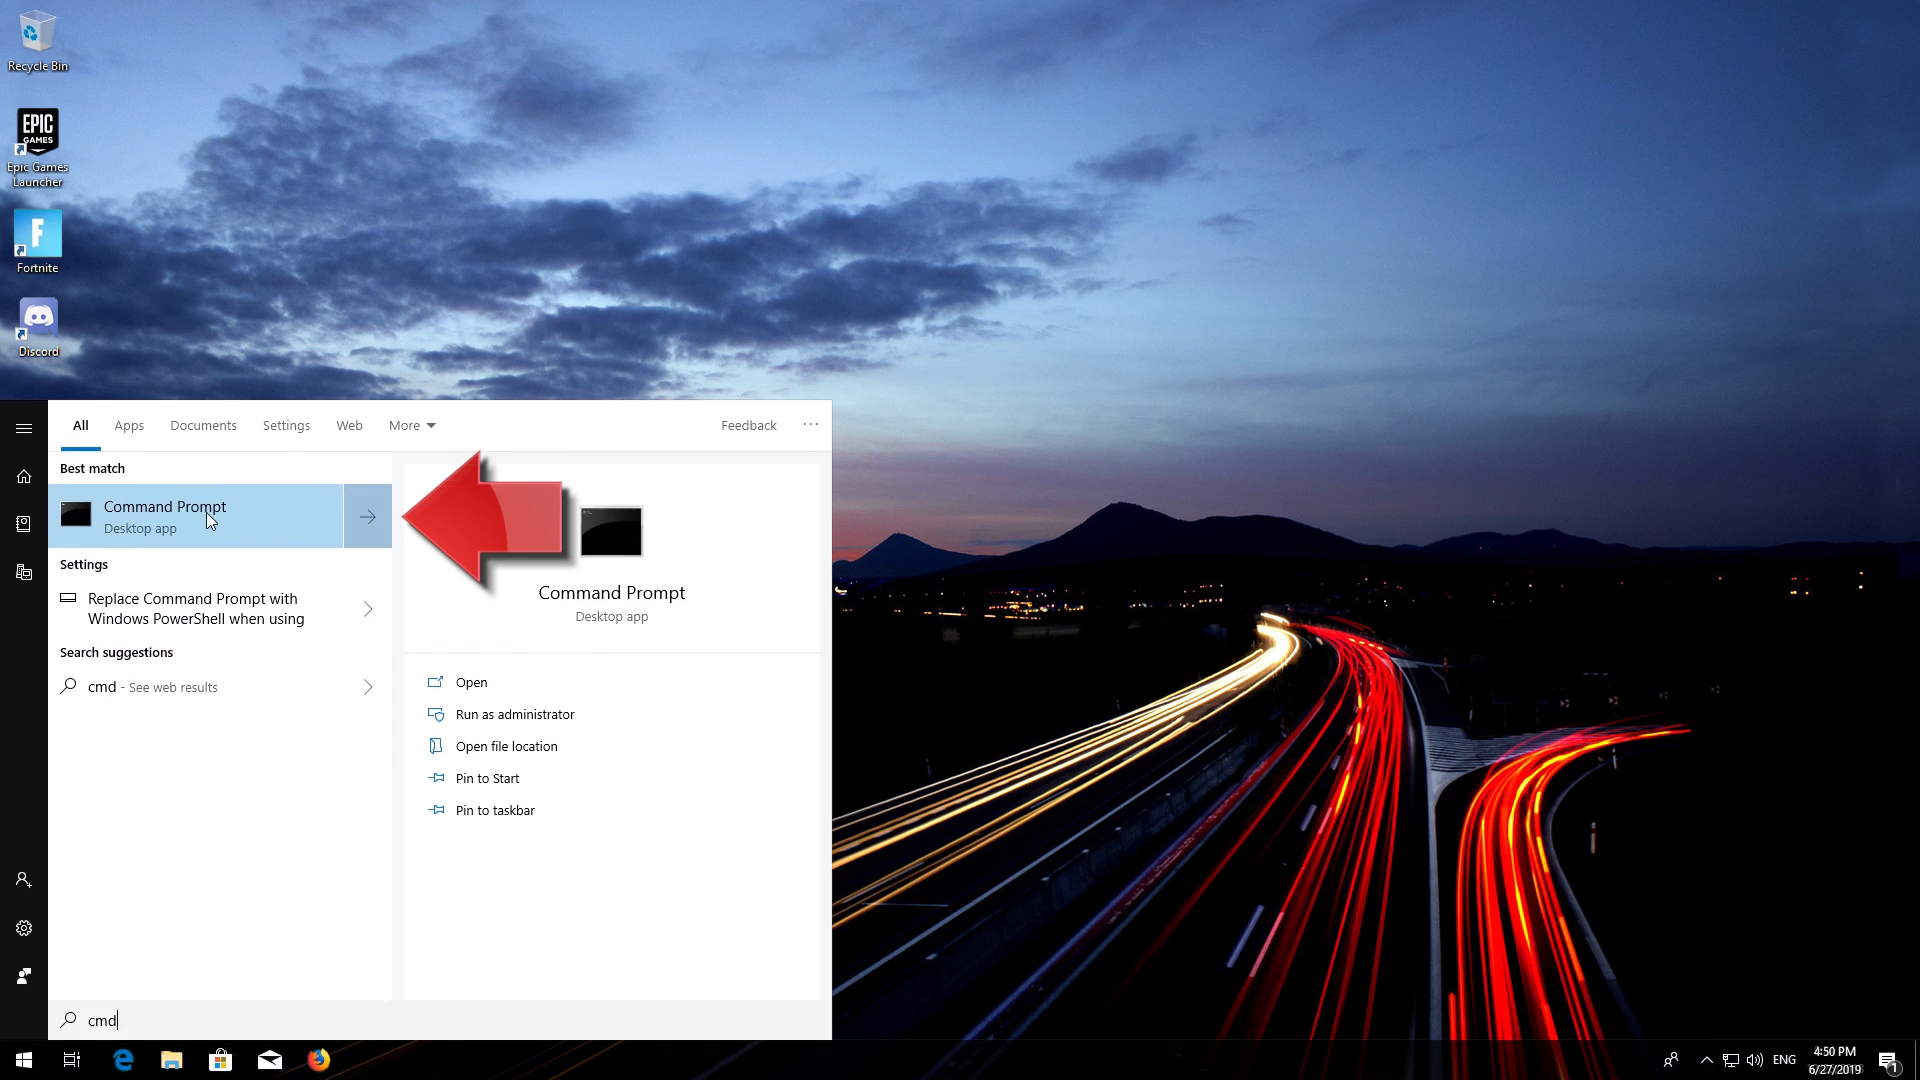 Recycle Bin
EPIC
GAMES
Epic Games
Launcher
F
Fortnite
Discord
All
Apps
Documents
Settings
Web
More
Feedback
...
Best match
Command Prompt
Desktop app
Settings
Replace Command Prompt with
Windows PowerShell when using
Search suggestions
cmd - See web results
Command Prompt
Desktop app
Open
Run as administrator
Open file location
Pin to Start
Pin to taskbar
cmd
ENG
4:50 PM
6/27/2019
1